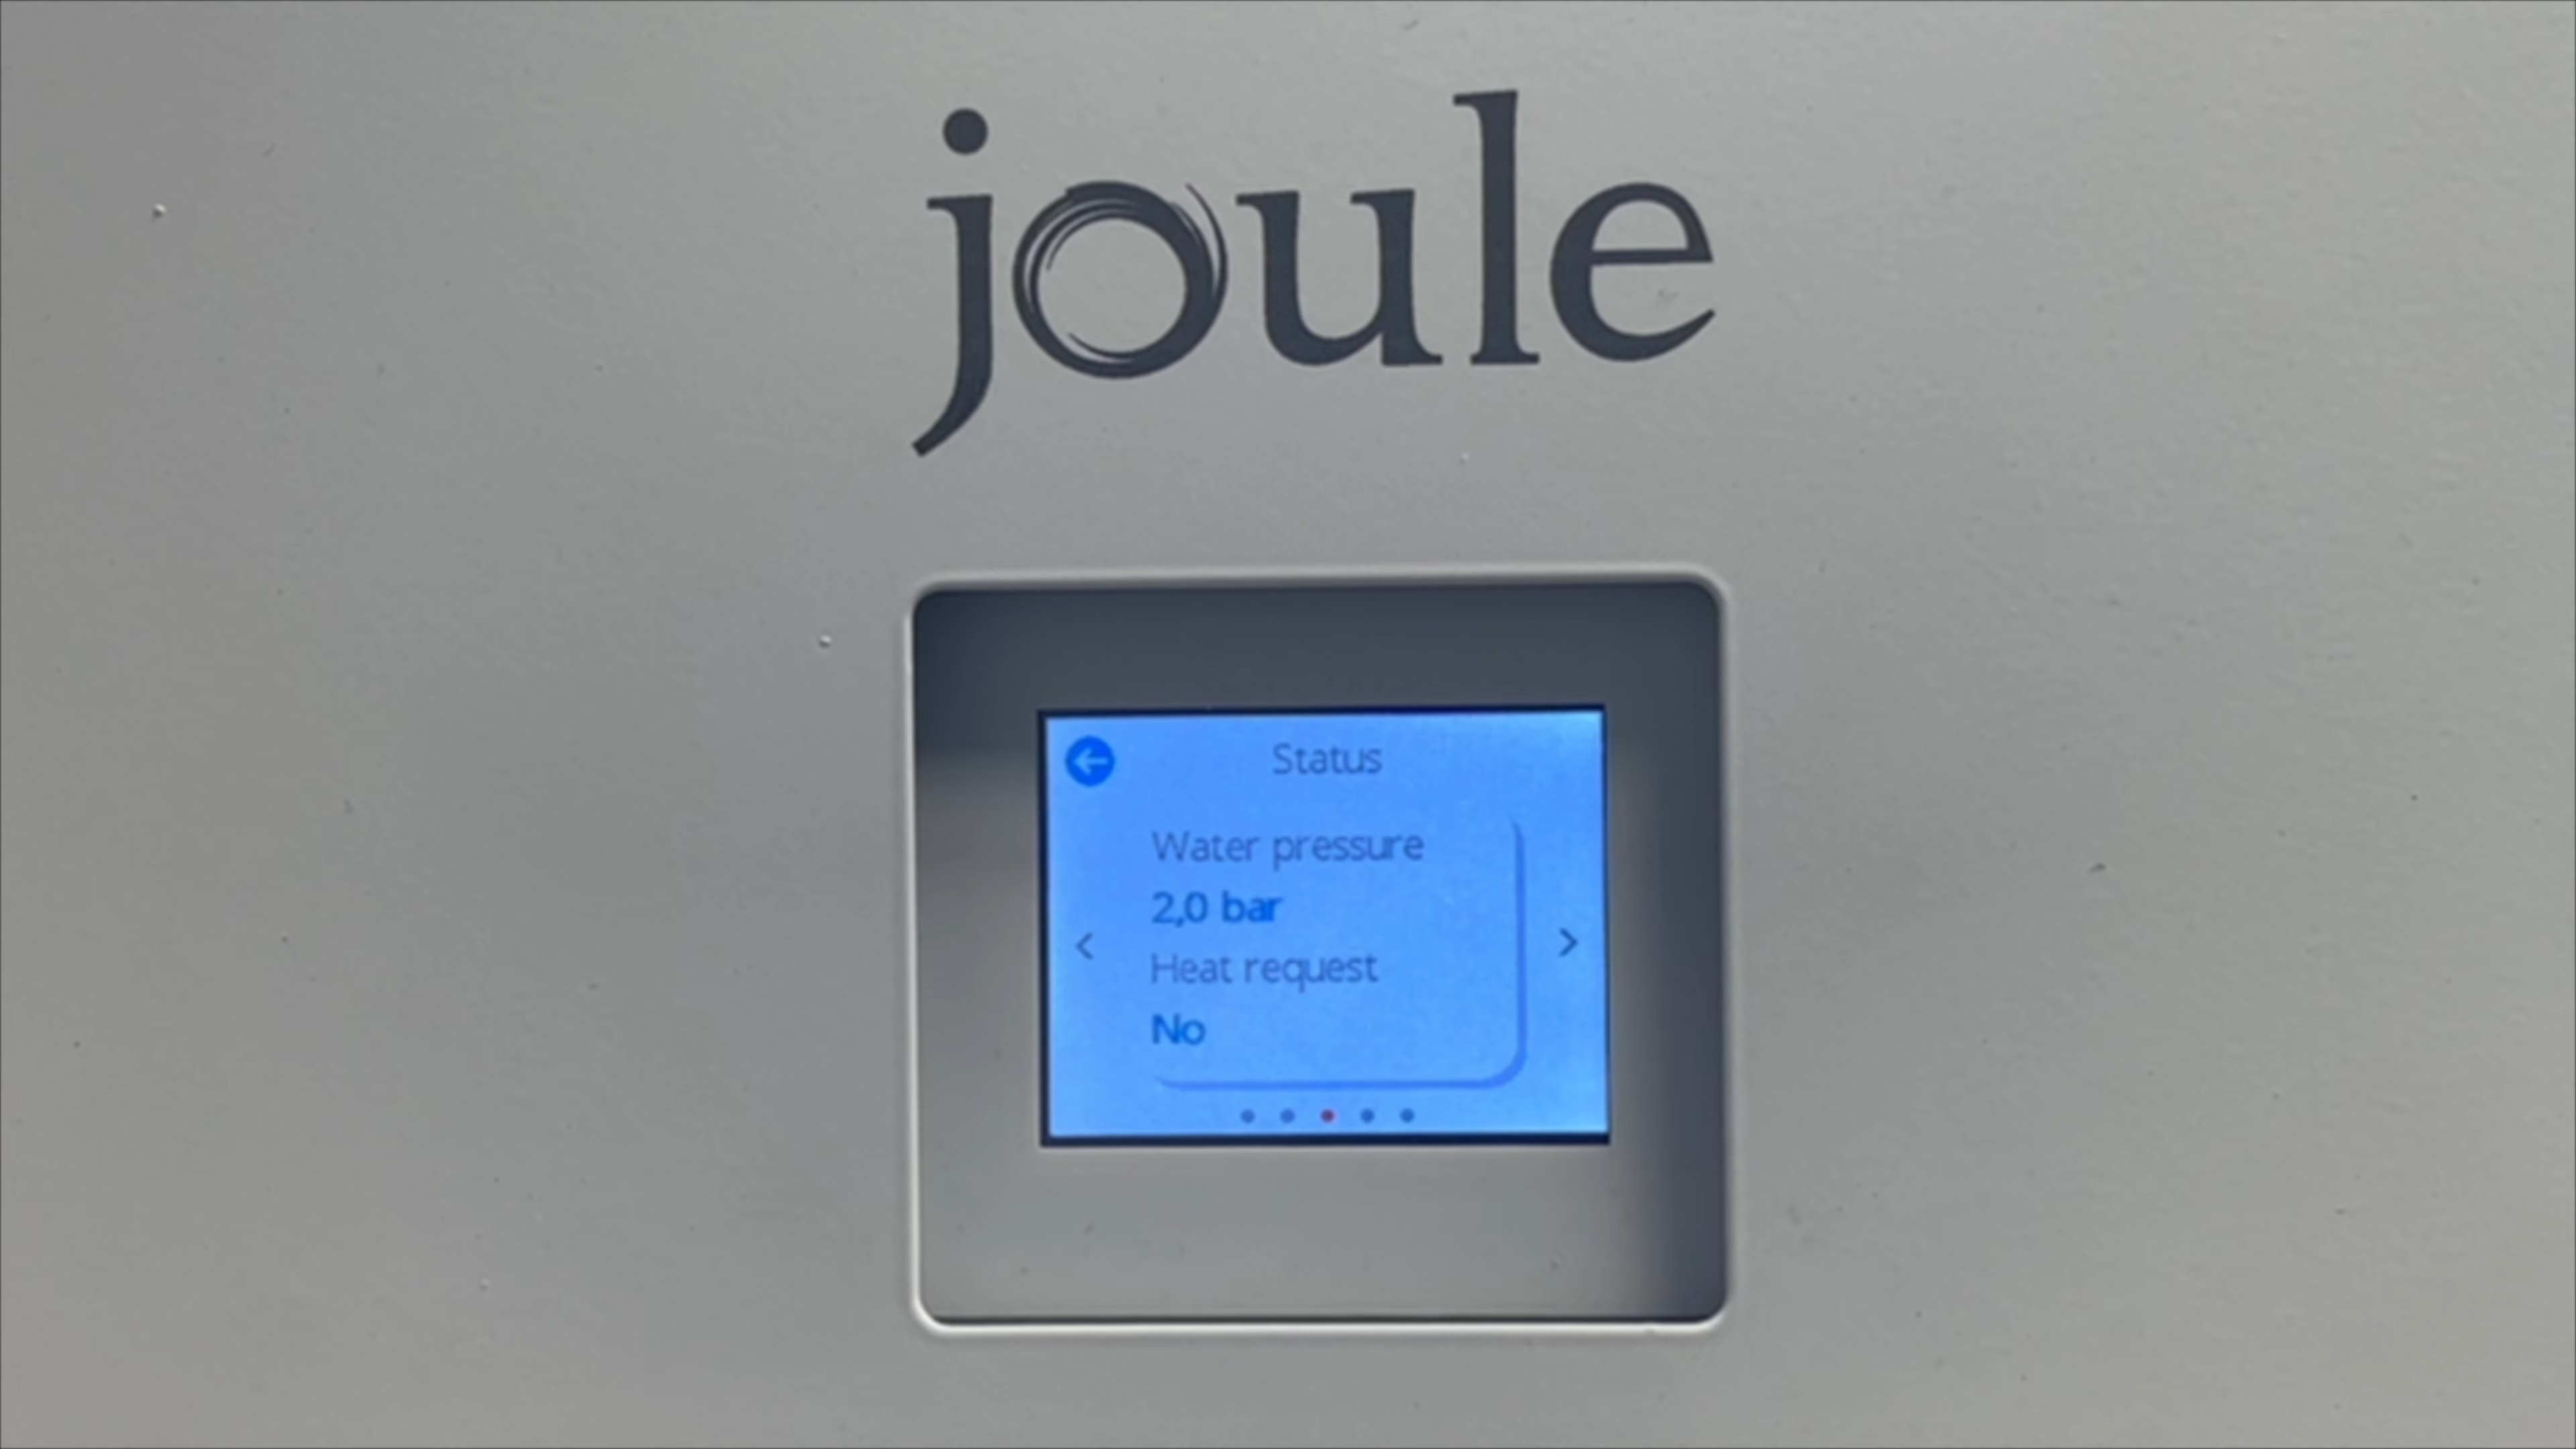 joule
Status
Water pressure
2,0 bar
Heat request
No